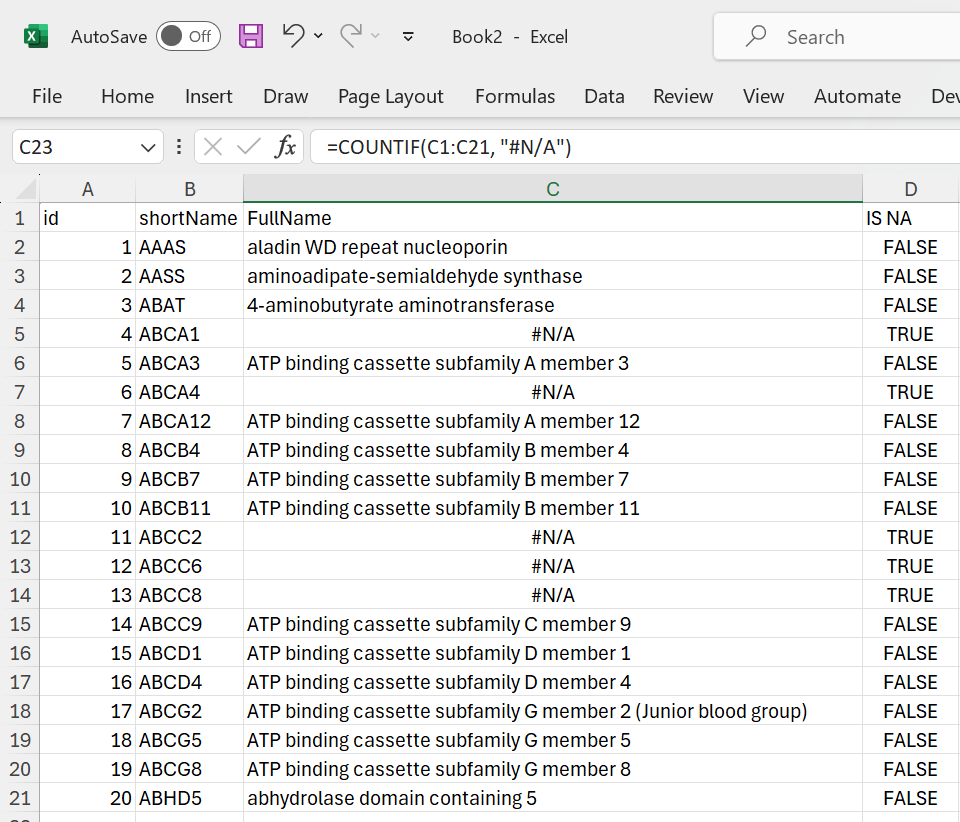 AutoSave Off Book2 - Excel Search
File Home Insert Draw Page Layout Formulas Data Review View Automate Dev
C23 fx =COUNTIF(C1:C21, "#N/A")
A B C D
1 id shortName FullName IS NA
2 1 AAAS aladin WD repeat nucleoporin FALSE
3 2 AASS aminoadipate-semialdehyde synthase FALSE
4 3 ABAT 4-aminobutyrate aminotransferase FALSE
5 4 ABCA1 #N/A TRUE
6 5 ABCA3 ATP binding cassette subfamily A member 3 FALSE
7 6 ABCA4 #N/A TRUE
8 7 ABCA12 ATP binding cassette subfamily A member 12 FALSE
9 8 ABCB4 ATP binding cassette subfamily B member 4 FALSE
10 9 ABCB7 ATP binding cassette subfamily B member 7 FALSE
11 10 ABCB11 ATP binding cassette subfamily B member 11 FALSE
12 11 ABCC2 #N/A TRUE
13 12 ABCC6 #N/A TRUE
14 13 ABCC8 #N/A TRUE
15 14 ABCC9 ATP binding cassette subfamily C member 9 FALSE
16 15 ABCD1 ATP binding cassette subfamily D member 1 FALSE
17 16 ABCD4 ATP binding cassette subfamily D member 4 FALSE
18 17 ABCG2 ATP binding cassette subfamily G member 2 (Junior blood group) FALSE
19 18 ABCG5 ATP binding cassette subfamily G member 5 FALSE
20 19 ABCG8 ATP binding cassette subfamily G member 8 FALSE
21 20 ABHD5 abhydrolase domain containing 5 FALSE